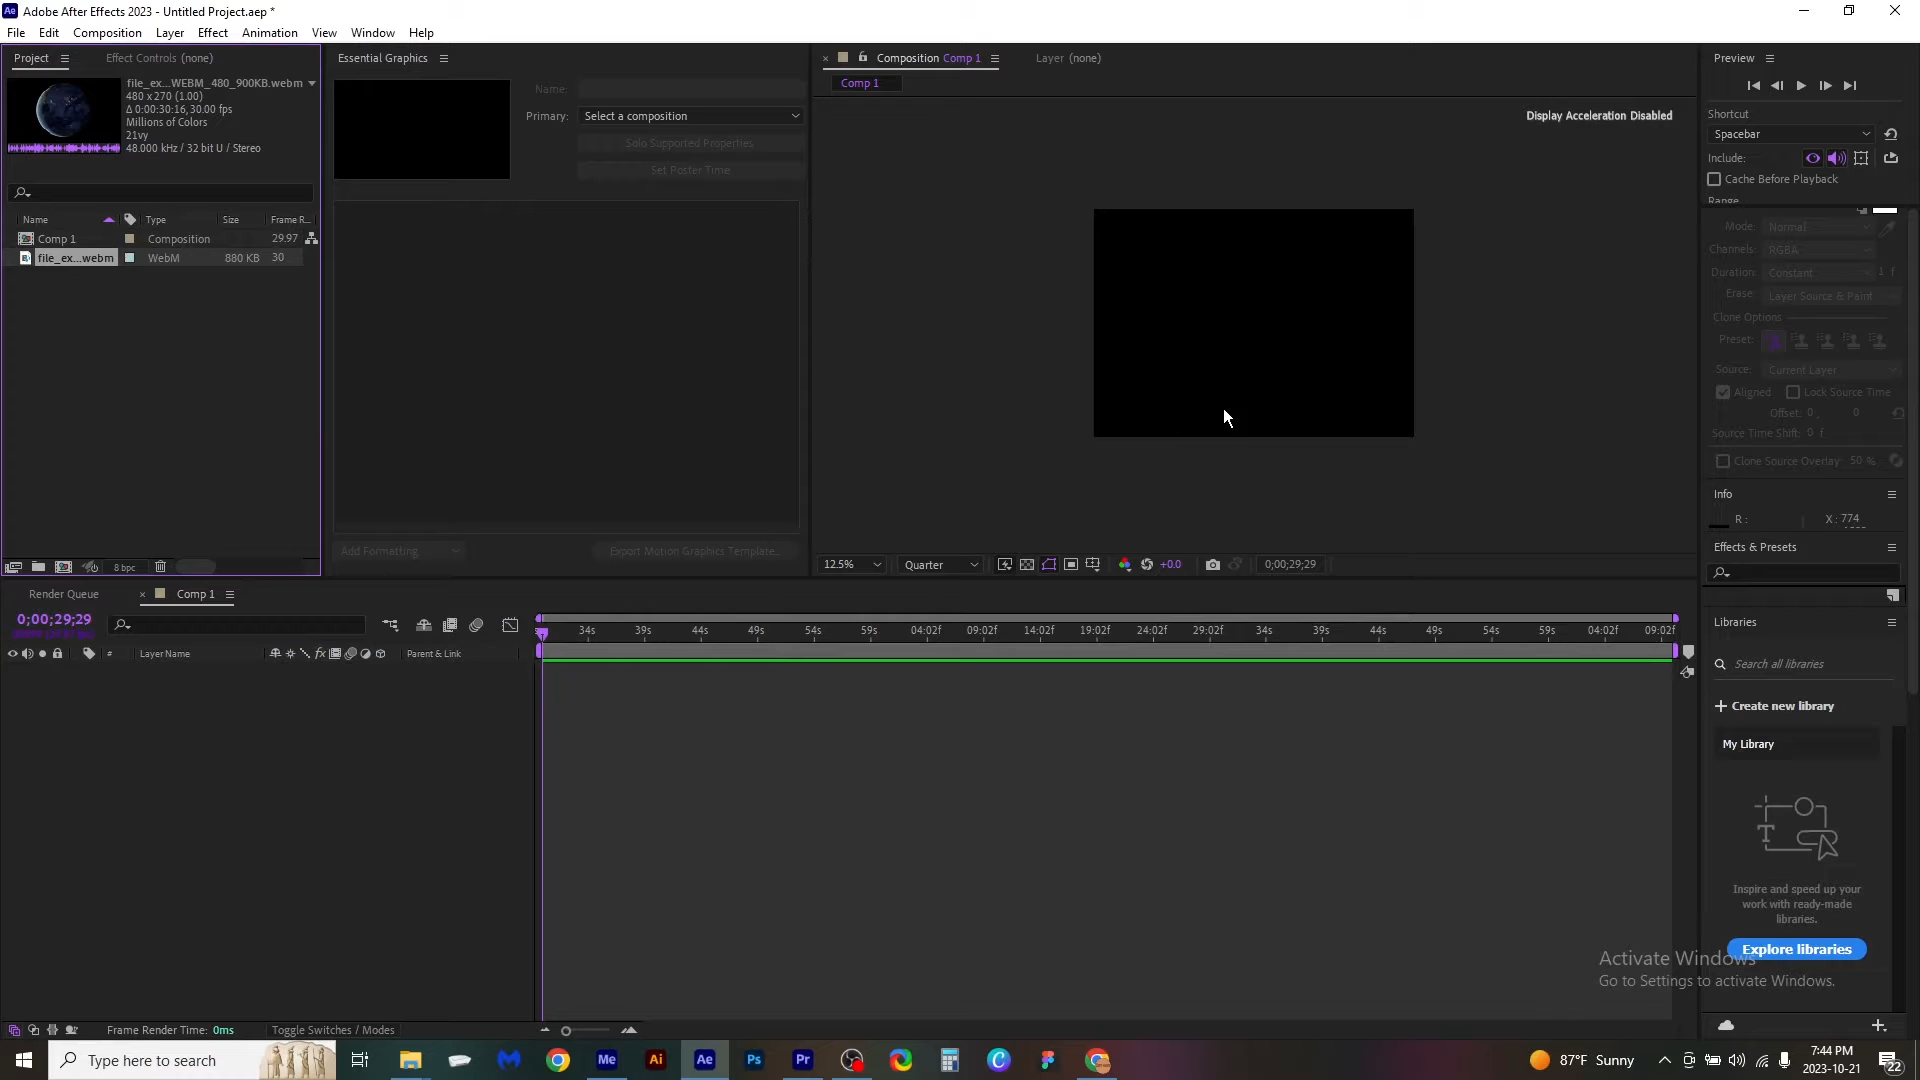 Adobe After Effects 2023 - Untitled Project.aep *
File Edit Composition Layer Effect Animation View Window Help
Project
Effect Controls (none)
file_ex...WEBM_480_900KB.webm
480 x 270 (1.00)
Δ 0:00:30:16, 30.00 fps
Millions of Colors
21vy
48.000 kHz / 32 bit U / Stereo
Name Type Size Frame R...
Comp 1 Composition 29.97
file_ex...webm WebM 880 KB 30
8 bpc
Essential Graphics
Name:
Primary: Select a composition
Solo Supported Properties
Set Poster Time
Add Formatting
Export Motion Graphics Template...
Composition Comp 1
Layer (none)
Comp 1
Display Acceleration Disabled
12.5% Quarter +0.0 0;00;29;29
Preview
Shortcut
Spacebar
Include:
Cache Before Playback
Range
Mode: Normal
Channels: RGBA
Duration: Constant 1 f
Erase: Layer Source & Paint
Clone Options
Preset:
Source: Current Layer
Aligned Lock Source Time
Offset: 0 , 0
Source Time Shift: 0 f
Clone Source Overlay: 50 %
Info
R : X : 774
Effects & Presets
Libraries
Search all libraries
+ Create new library
My Library
Inspire and speed up your
work with ready-made
libraries.
Explore libraries
Render Queue
Comp 1
0;00;29;29
# Layer Name fx Parent & Link
34s 39s 44s 49s 54s 59s 04:02f 09:02f 14:02f 19:02f 24:02f 29:02f 34s 39s 44s 49s 54s 59s 04:02f 09:02f
Activate Windows
Go to Settings to activate Windows.
Frame Render Time: 0ms
Toggle Switches / Modes
Type here to search
Me Ai Ae Ps Pr
87°F Sunny
7:44 PM
2023-10-21
22